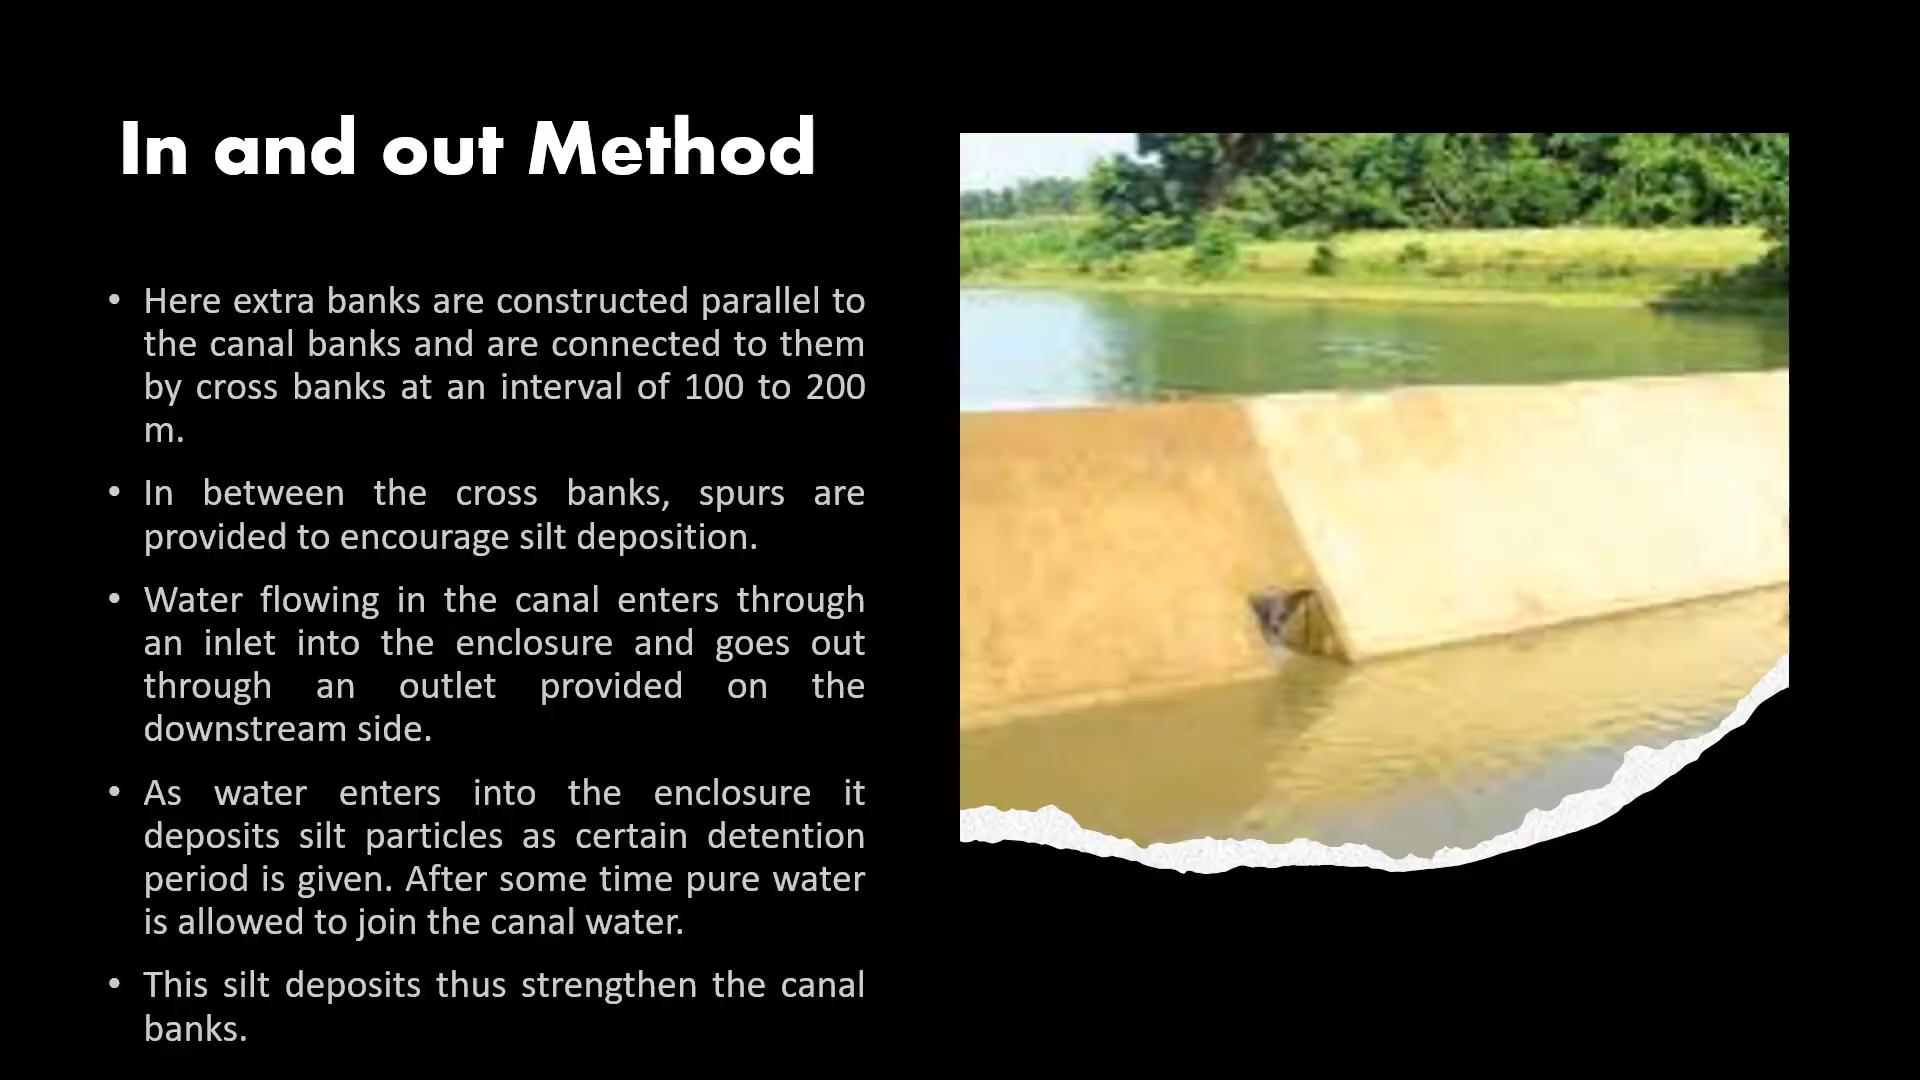 In and out Method
• Here extra banks are constructed parallel to
the canal banks and are connected to them
by cross banks at an interval of 100 to 200
m.
• In between the cross banks, spurs are
provided to encourage silt deposition.
• Water flowing in the canal enters through
an inlet into the enclosure and goes out
through an outlet provided on the
downstream side.
• As water enters into the enclosure it
deposits silt particles as certain detention
period is given. After some time pure water
is allowed to join the canal water.
• This silt deposits thus strengthen the canal
banks.